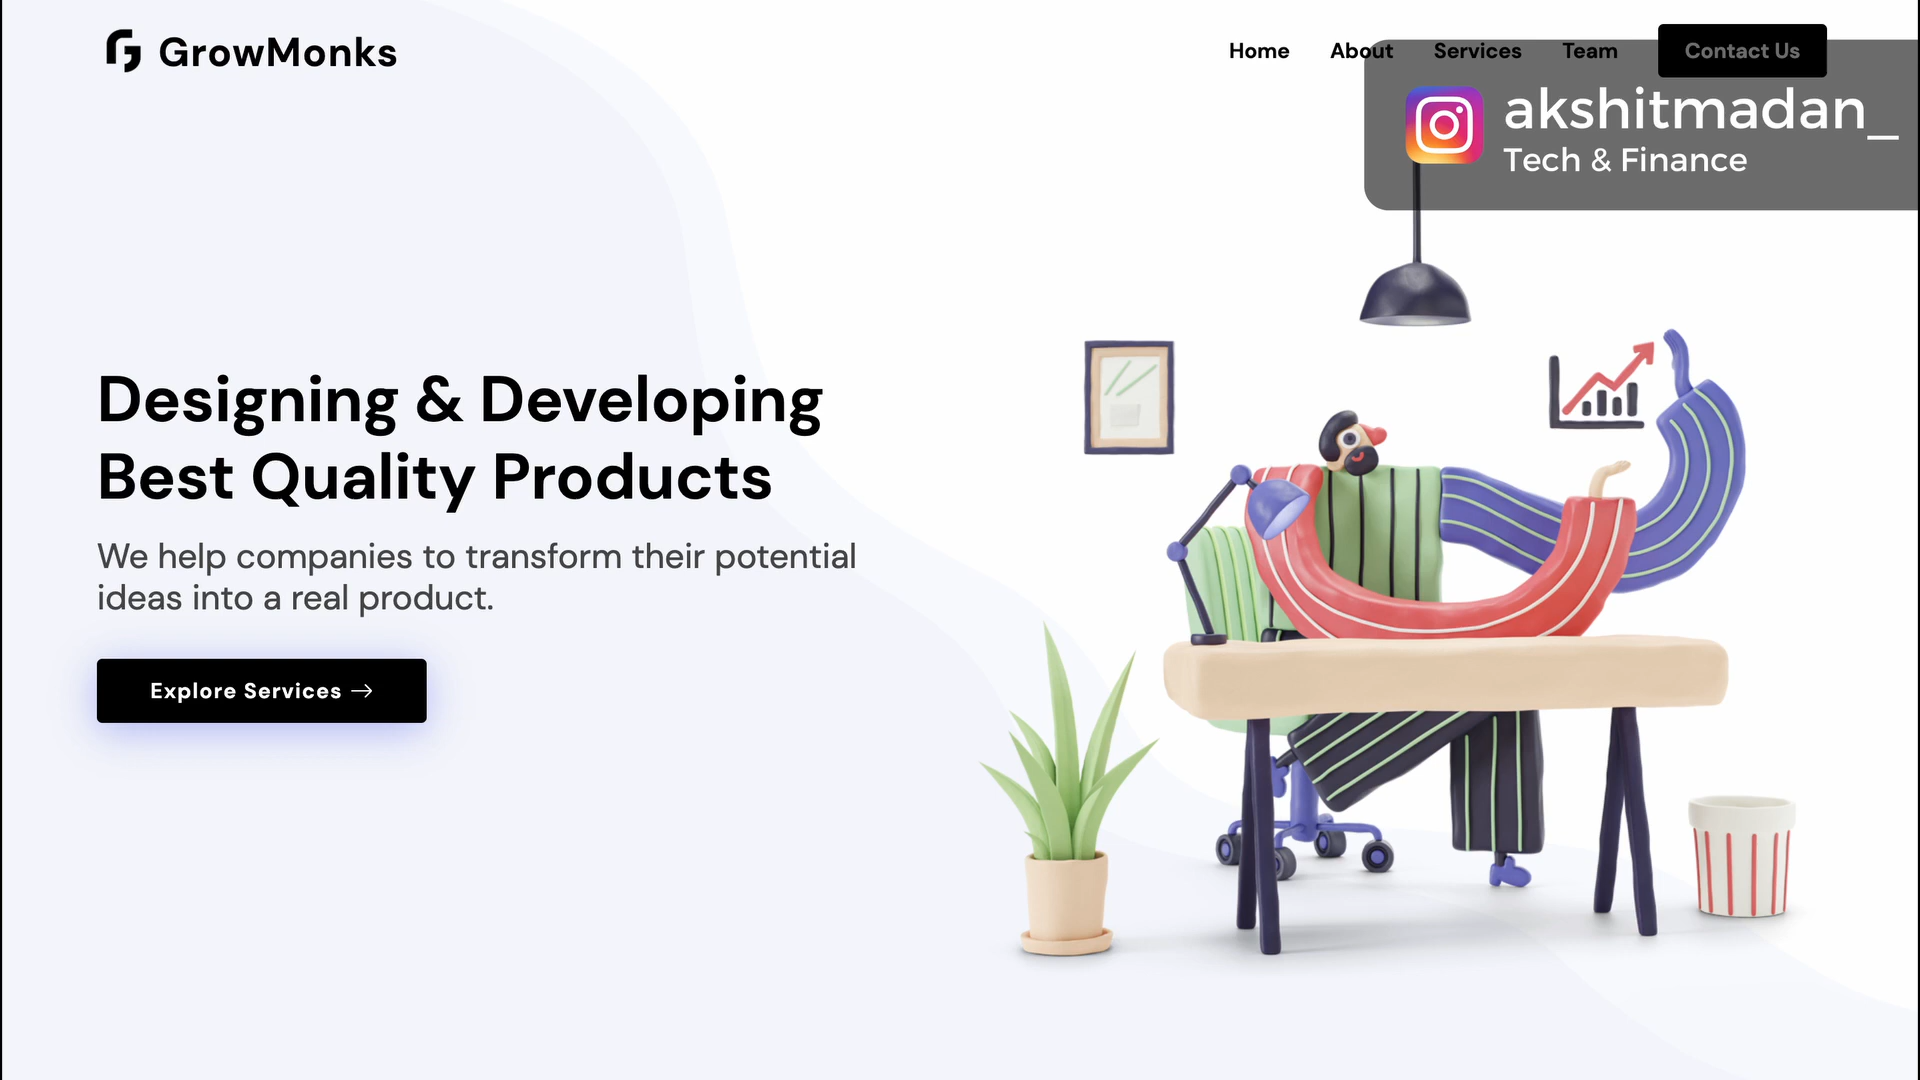 GrowMonks
Home About Services Team Contact Us
akshitmadan_
Tech & Finance
Designing & Developing
Best Quality Products
We help companies to transform their potential
ideas into a real product.
Explore Services →